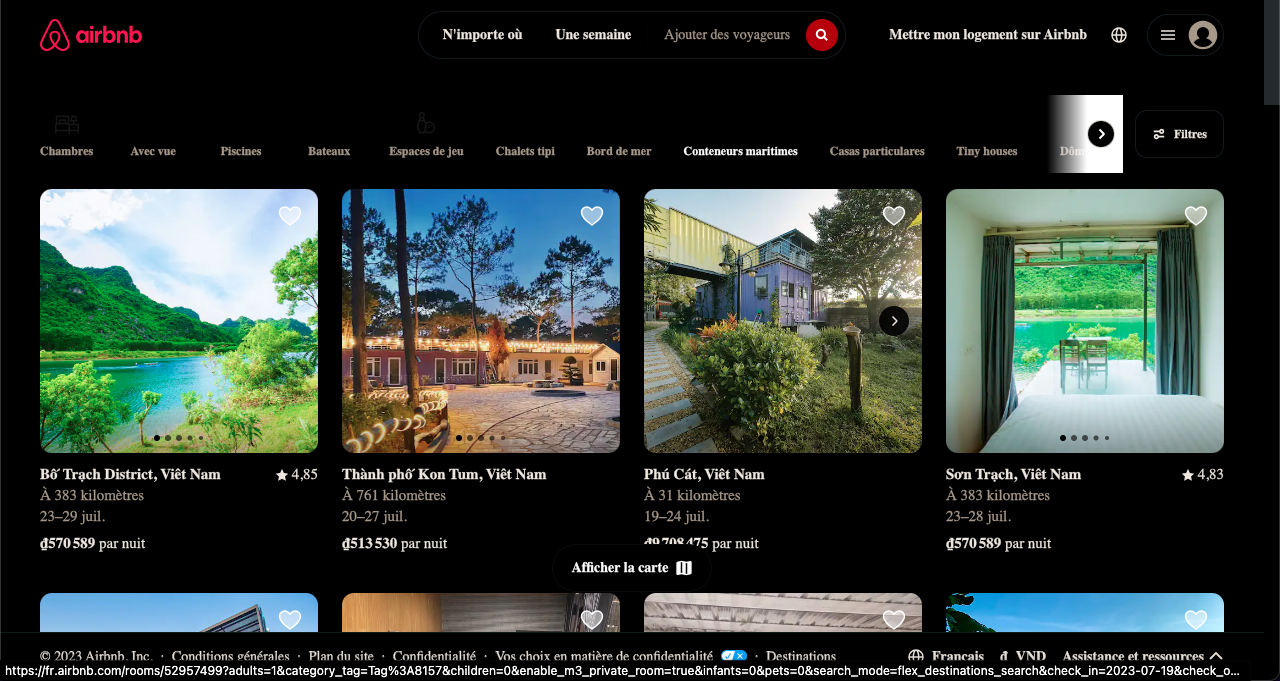 airbnb
N'importe où
Une semaine
Ajouter des voyageurs
Mettre mon logement sur Airbnb
Chambres
Avec vue
Piscines
Bateaux
Espaces de jeu
Chalets tipi
Bord de mer
Conteneurs maritimes
Casas particulares
Tiny houses
Filtres
Bố Trạch District, Việt Nam
4,85
À 383 kilomètres
23–29 juil.
₫570 589 par nuit
Thành phố Kon Tum, Việt Nam
À 761 kilomètres
20–27 juil.
₫513 530 par nuit
Phú Cát, Việt Nam
À 31 kilomètres
19–24 juil.
₫9 708 475 par nuit
Sơn Trạch, Việt Nam
4,83
À 383 kilomètres
23–28 juil.
₫570 589 par nuit
Afficher la carte
© 2023 Airbnb, Inc. · Conditions générales · Plan du site · Confidentialité · Vos choix en matière de confidentialité · Destinations
Français
₫ VND
Assistance et ressources
https://fr.airbnb.com/rooms/52957499?adults=1&category_tag=Tag%3A8157&children=0&enable_m3_private_room=true&infants=0&pets=0&search_mode=flex_destinations_search&check_in=2023-07-19&check_o...